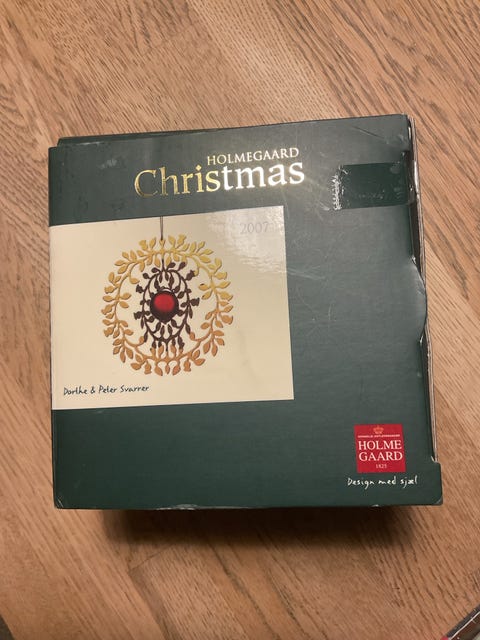 HOLMEGAARD
Christmas
2007
Dorthe & Peter Svarrer
HOLME
GAARD
1825
Design med sjæl